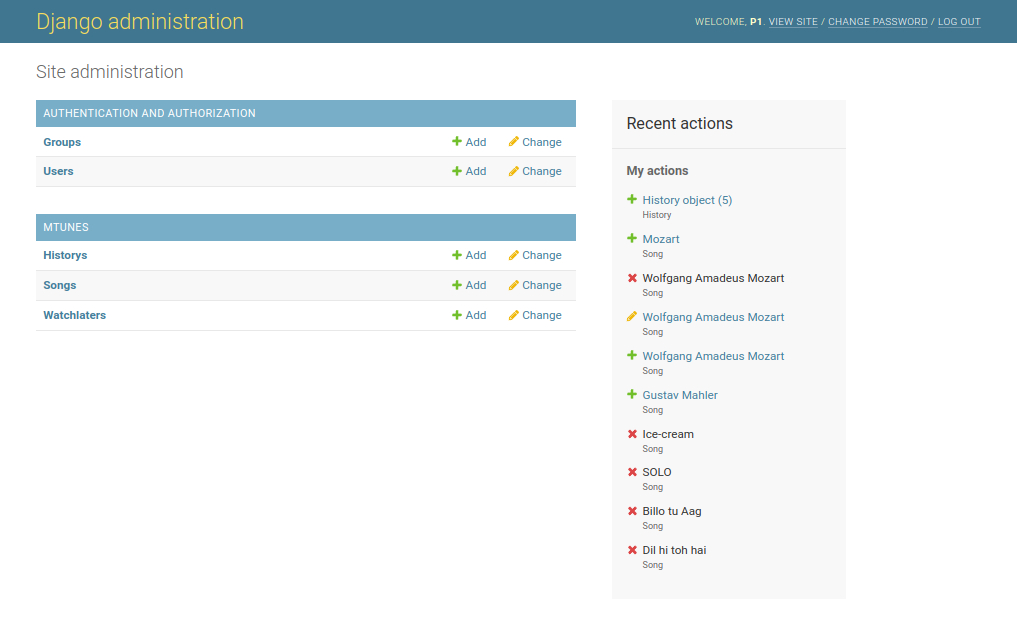 Django administration
WELCOME, P1. VIEW SITE / CHANGE PASSWORD / LOG OUT
Site administration
AUTHENTICATION AND AUTHORIZATION
Groups Add Change
Users Add Change
MTUNES
Historys Add Change
Songs Add Change
Watchlaters Add Change
Recent actions
My actions
History object (5)
History
Mozart
Song
Wolfgang Amadeus Mozart
Song
Wolfgang Amadeus Mozart
Song
Wolfgang Amadeus Mozart
Song
Gustav Mahler
Song
Ice-cream
Song
SOLO
Song
Billo tu Aag
Song
Dil hi toh hai
Song